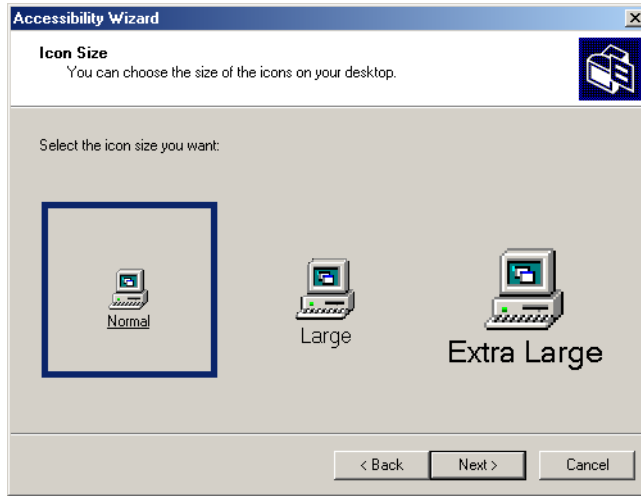 Accessibility Wizard
Icon Size
You can choose the size of the icons on your desktop.
Select the icon size you want:
Normal
Large
Extra Large
< Back
Next >
Cancel